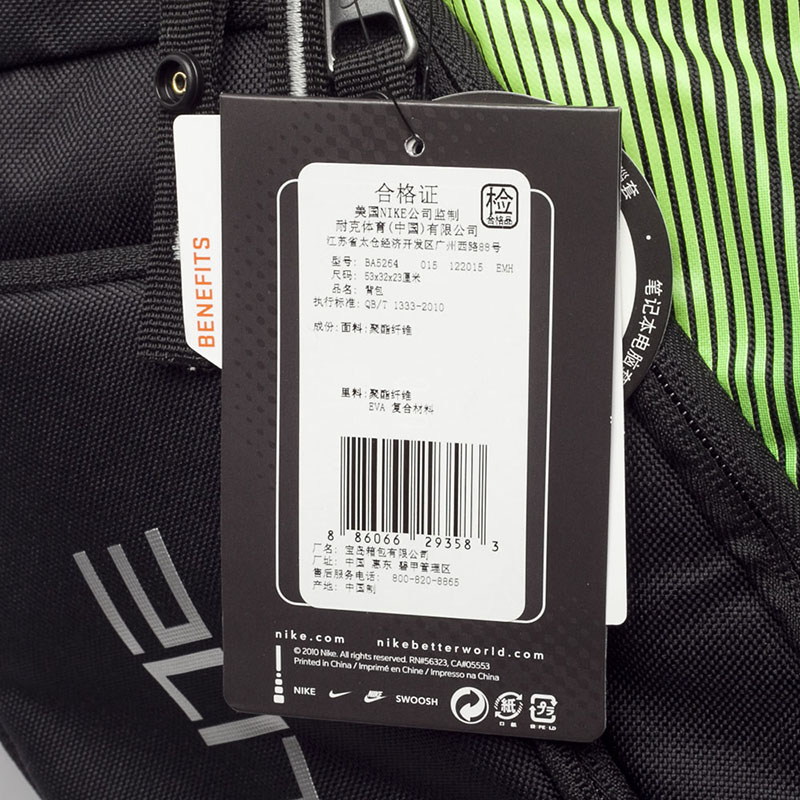 合格证
检
合格品
美国NIKE公司监制
耐克体育(中国)有限公司
江苏省太仓经济开发区广州西路88号
型号: BA5264 015 122015 EMH
尺码: 53x32x23厘米
品名: 背包
执行标准: QB/T 1333-2010
成份: 面料: 聚酯纤维
里料: 聚酯纤维
EVA 复合材料
8 86066 29358 3
厂名: 宝岛箱包有限公司
厂址: 中国 惠东 碧甲管理区
售后服务电话: 800-820-8865
产地: 中国制
nike.com nikebetterworld.com
© 2010 Nike. All rights reserved. RN#56323, CA#05553
Printed in China / Imprimé en Chine / Impresso na China
NIKE SWOOSH
紙
プラ
PE LD
BENEFITS
笔记本电脑